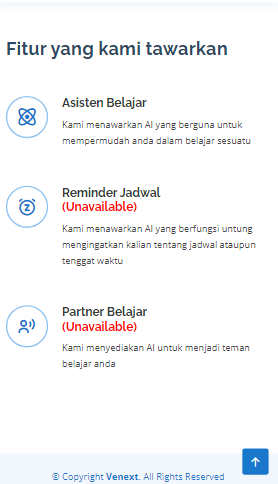 Fitur yang kami tawarkan
Asisten Belajar
Kami menawarkan AI yang berguna untuk
mempermudah anda dalam belajar sesuatu
Reminder Jadwal
(Unavailable)
Kami menawarkan AI yang berfungsi untung
mengingatkan kalian tentang jadwal ataupun
tenggat waktu
Partner Belajar
(Unavailable)
Kami menyediakan AI untuk menjadi teman
belajar anda
© Copyright Venext. All Rights Reserved